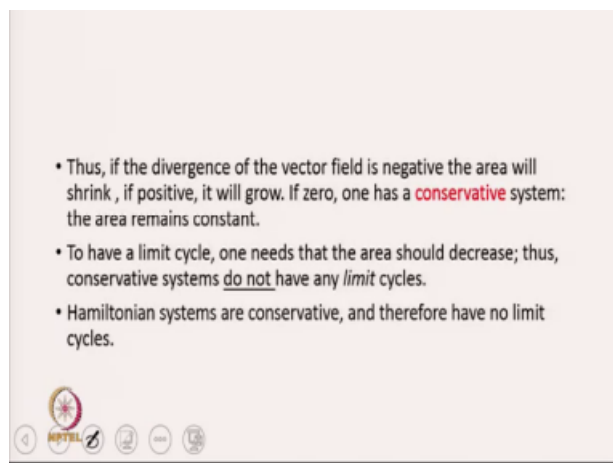 • Thus, if the divergence of the vector field is negative the area will
shrink , if positive, it will grow. If zero, one has a conservative system:
the area remains constant.
• To have a limit cycle, one needs that the area should decrease; thus,
conservative systems do not have any limit cycles.
• Hamiltonian systems are conservative, and therefore have no limit
cycles.
NPTEL